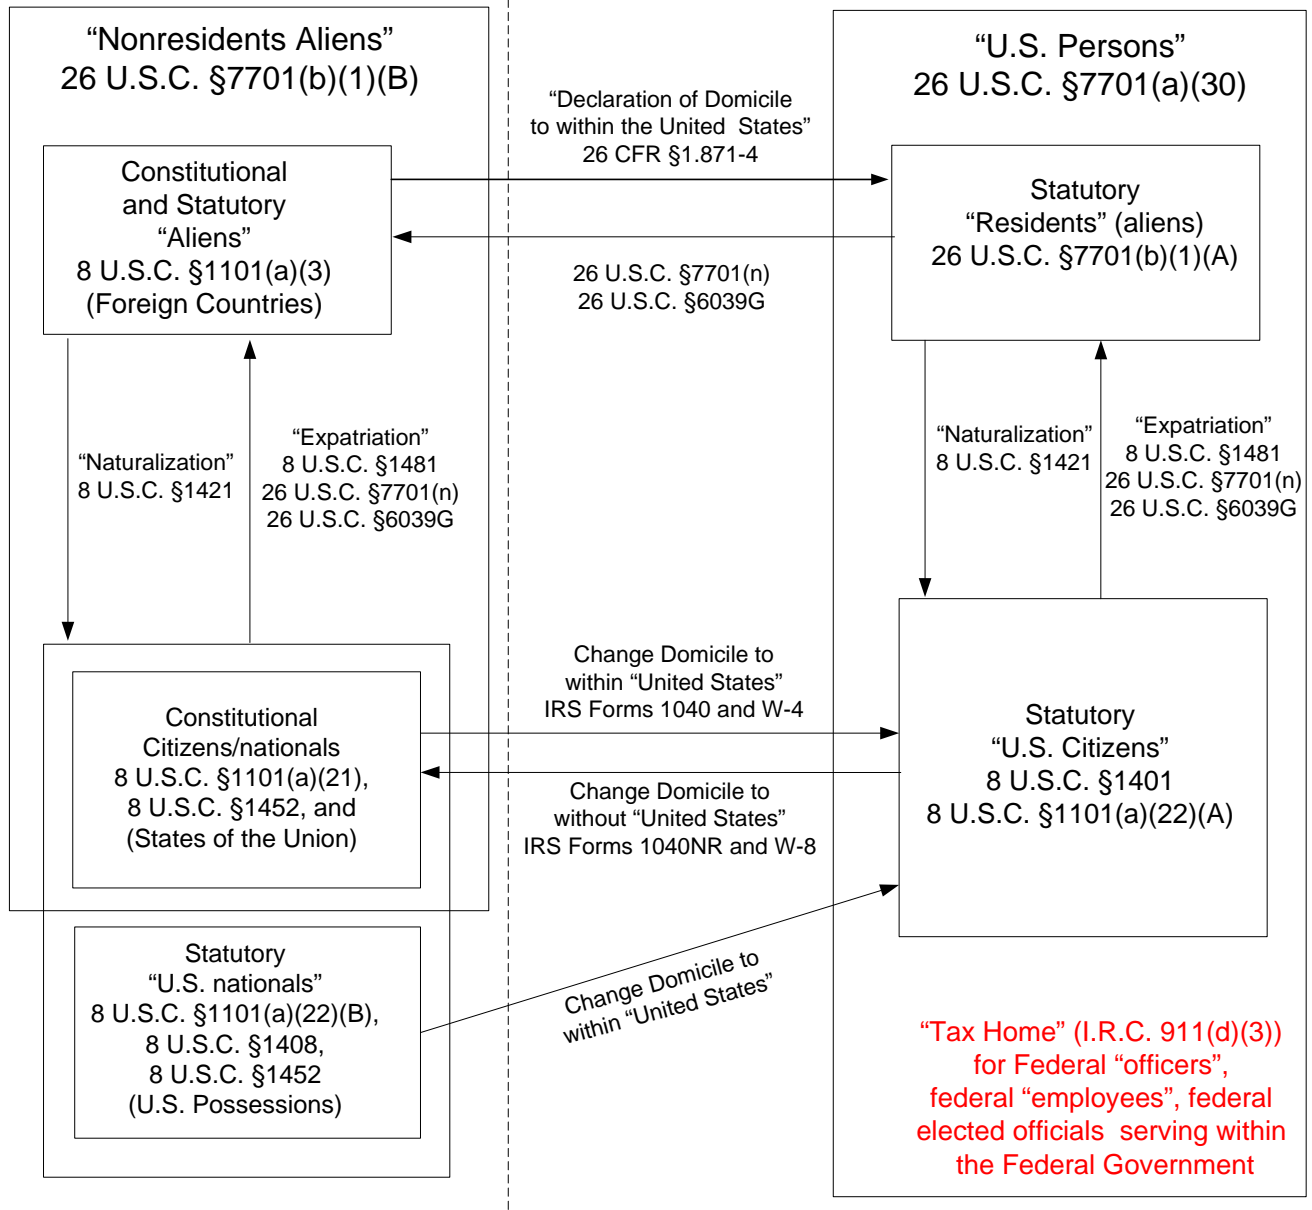 “Nonresidents Aliens”
26 U.S.C. §7701(b)(1)(B)
Constitutional
and Statutory
“Aliens”
8 U.S.C. §1101(a)(3)
(Foreign Countries)
“Naturalization”
8 U.S.C. §1421
“Expatriation”
8 U.S.C. §1481
26 U.S.C. §7701(n)
26 U.S.C. §6039G
Constitutional
Citizens/nationals
8 U.S.C. §1101(a)(21),
8 U.S.C. §1452, and
(States of the Union)
Statutory
“U.S. nationals”
8 U.S.C. §1101(a)(22)(B),
8 U.S.C. §1408,
8 U.S.C. §1452
(U.S. Possessions)
“Declaration of Domicile
to within the United States”
26 CFR §1.871-4
26 U.S.C. §7701(n)
26 U.S.C. §6039G
Change Domicile to
within “United States”
IRS Forms 1040 and W-4
Change Domicile to
without “United States”
IRS Forms 1040NR and W-8
Change Domicile to
within “United States”
“U.S. Persons”
26 U.S.C. §7701(a)(30)
Statutory
“Residents” (aliens)
26 U.S.C. §7701(b)(1)(A)
“Naturalization”
8 U.S.C. §1421
“Expatriation”
8 U.S.C. §1481
26 U.S.C. §7701(n)
26 U.S.C. §6039G
Statutory
“U.S. Citizens”
8 U.S.C. §1401
8 U.S.C. §1101(a)(22)(A)
“Tax Home” (I.R.C. 911(d)(3))
for Federal “officers”,
federal “employees”, federal
elected officials serving within
the Federal Government